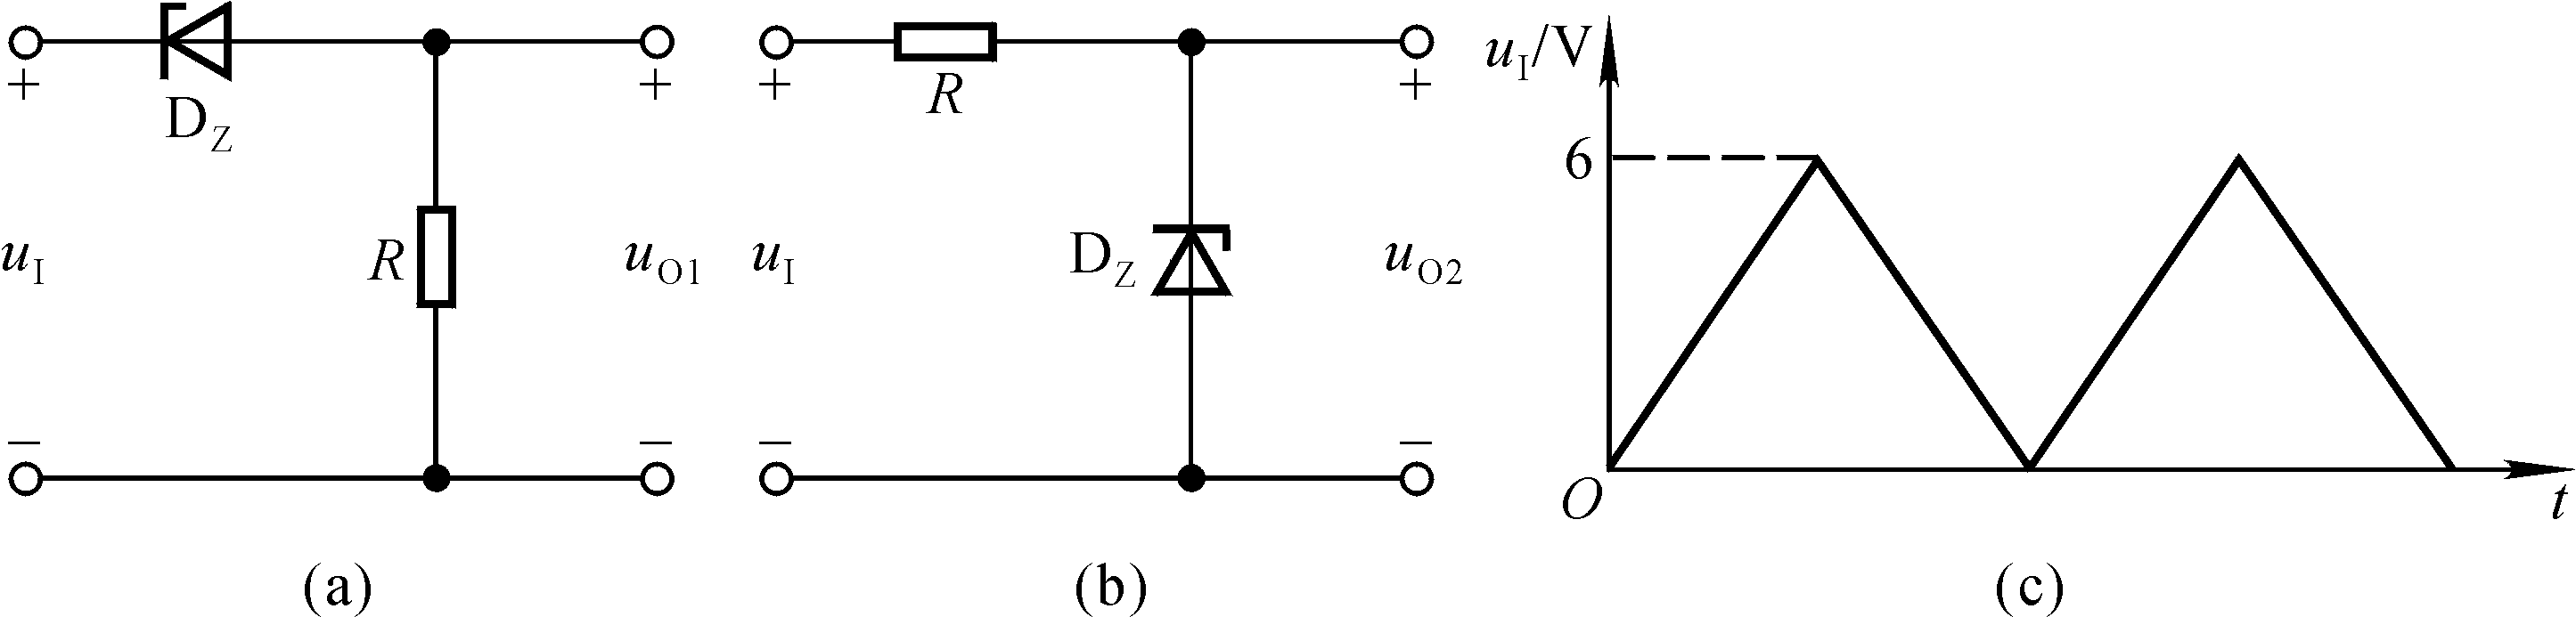 + D_Z + R u_I u_O1 − −
(a)
+ R + D_Z u_I u_O2 − −
(b)
u_I/V
6
O t
(c)